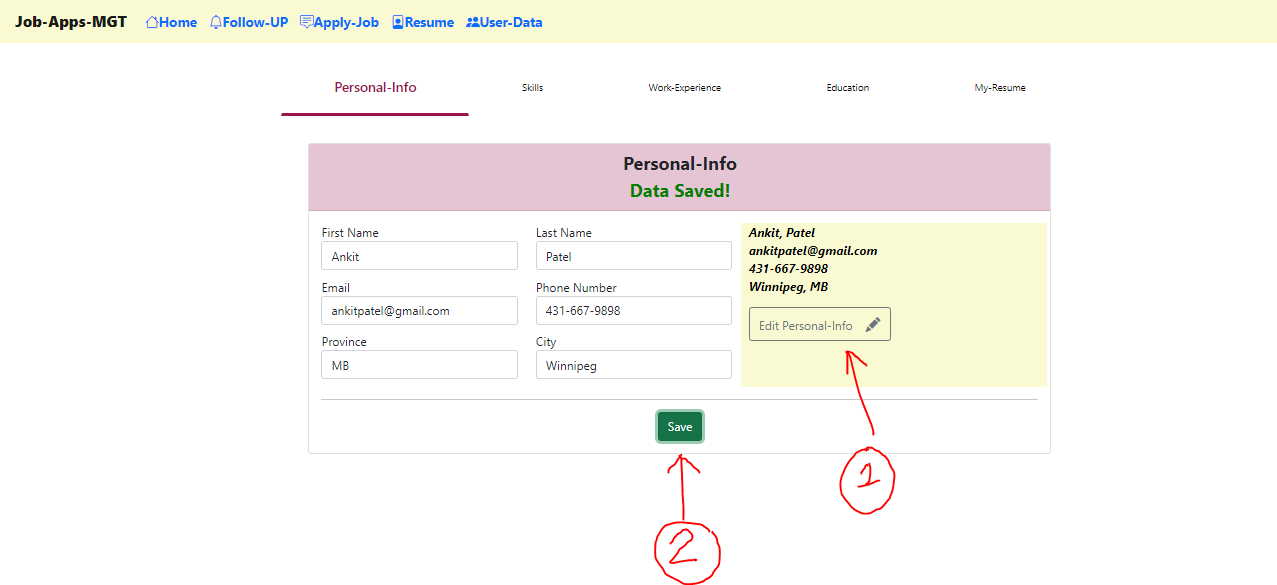 Job-Apps-MGT Home Follow-UP Apply-Job Resume User-Data
Personal-Info Skills Work-Experience Education My-Resume
Personal-Info
Data Saved!
First Name Last Name
Ankit Patel
Email Phone Number
ankitpatel@gmail.com 431-667-9898
Province City
MB Winnipeg
Ankit, Patel
ankitpatel@gmail.com
431-667-9898
Winnipeg, MB
Edit Personal-Info
Save
1
2